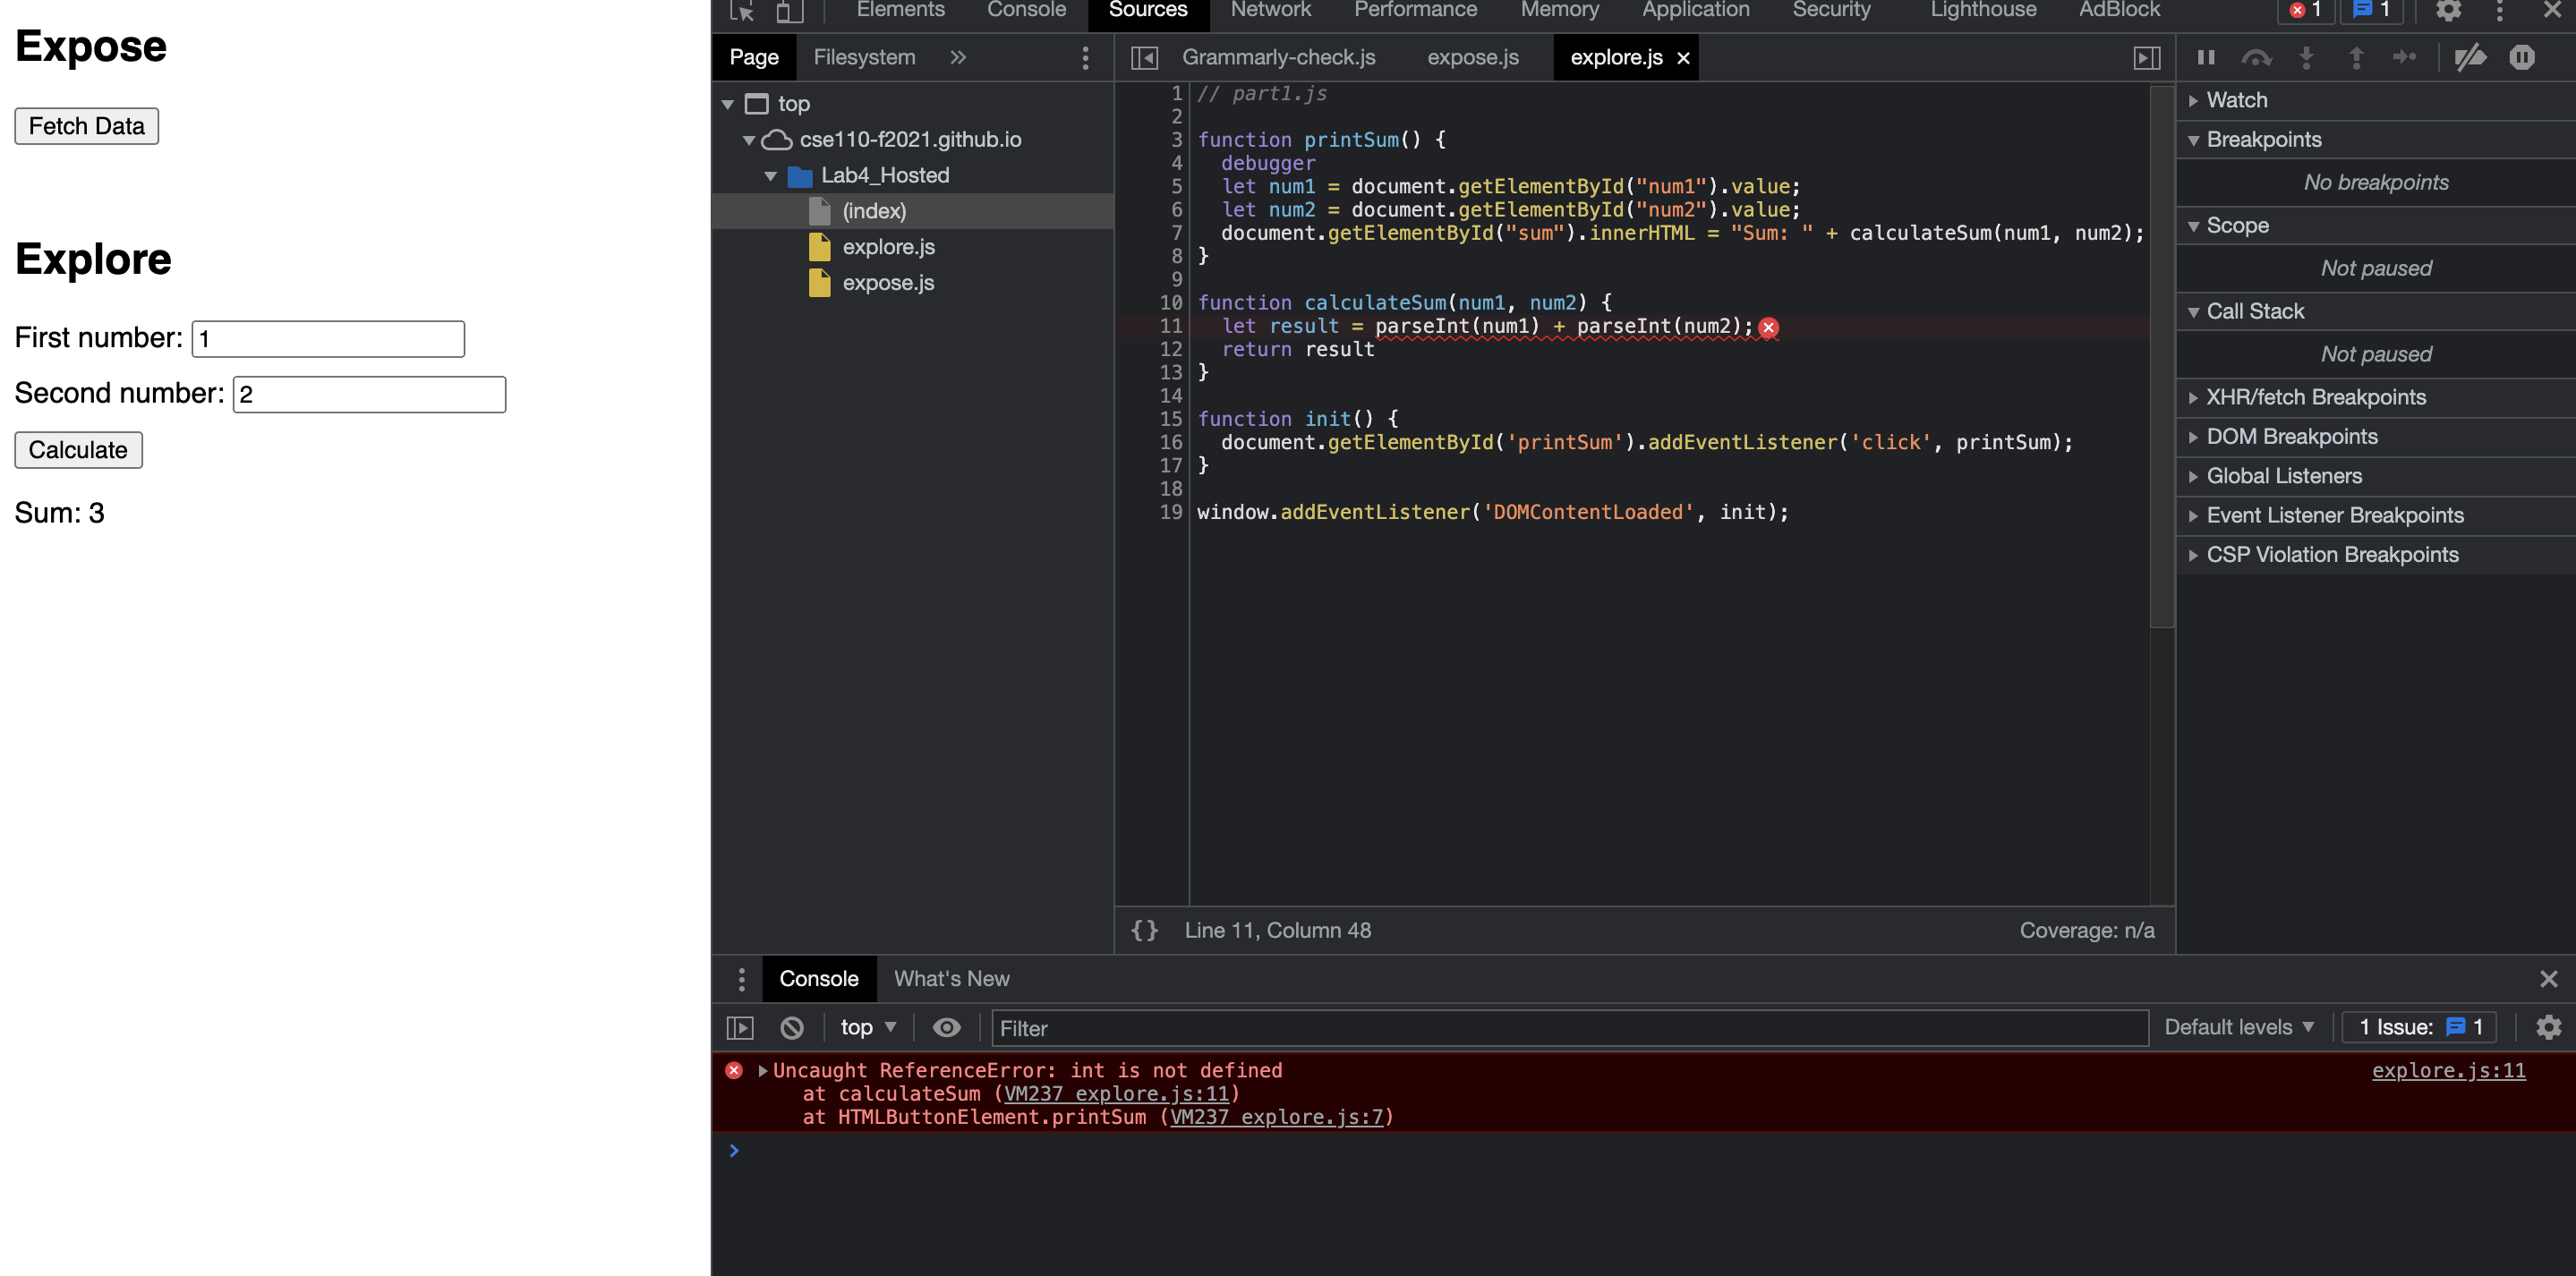 Expose
Fetch Data
Explore
First number: 1
Second number: 2
Calculate
Sum: 3
Elements Console Sources Network Performance Memory Application Security Lighthouse AdBlock 1 1
Page Filesystem »
top
cse110-f2021.github.io
Lab4_Hosted
(index)
explore.js
expose.js
Grammarly-check.js expose.js explore.js ×
1 // part1.js
2
3 function printSum() {
4 debugger
5 let num1 = document.getElementById("num1").value;
6 let num2 = document.getElementById("num2").value;
7 document.getElementById("sum").innerHTML = "Sum: " + calculateSum(num1, num2);
8 }
9
10 function calculateSum(num1, num2) {
11 let result = parseInt(num1) + parseInt(num2);
12 return result
13 }
14
15 function init() {
16 document.getElementById('printSum').addEventListener('click', printSum);
17 }
18
19 window.addEventListener('DOMContentLoaded', init);
{} Line 11, Column 48 Coverage: n/a
Watch
Breakpoints
No breakpoints
Scope
Not paused
Call Stack
Not paused
XHR/fetch Breakpoints
DOM Breakpoints
Global Listeners
Event Listener Breakpoints
CSP Violation Breakpoints
Console What's New
top Filter Default levels 1 Issue: 1
Uncaught ReferenceError: int is not defined explore.js:11
at calculateSum (VM237 explore.js:11)
at HTMLButtonElement.printSum (VM237 explore.js:7)